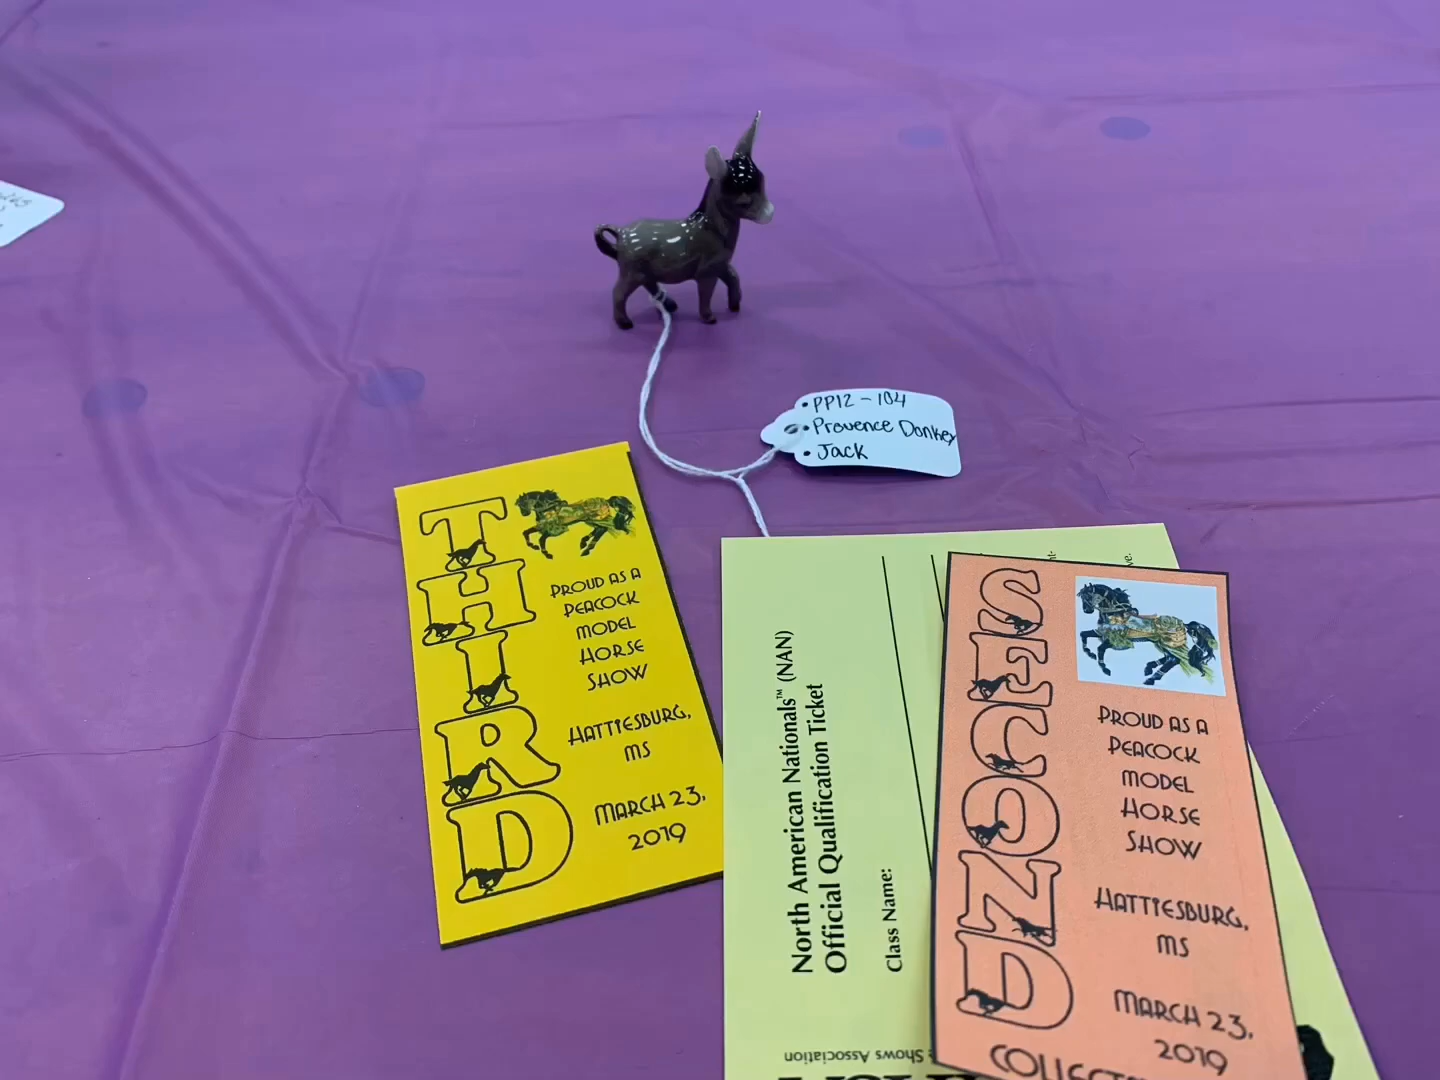 • PP12 - 104
• Provence Donkey
• Jack
THIRD
PROUD AS A
PEACOCK
MODEL
HORSE
SHOW
HATTIESBURG,
MS
MARCH 23,
2019
North American Nationals™ (NAN)
Official Qualification Ticket
Class Name:
Shows Association
SECOND
PROUD AS A
PEACOCK
MODEL
HORSE
SHOW
HATTIESBURG,
MS
MARCH 23,
2019